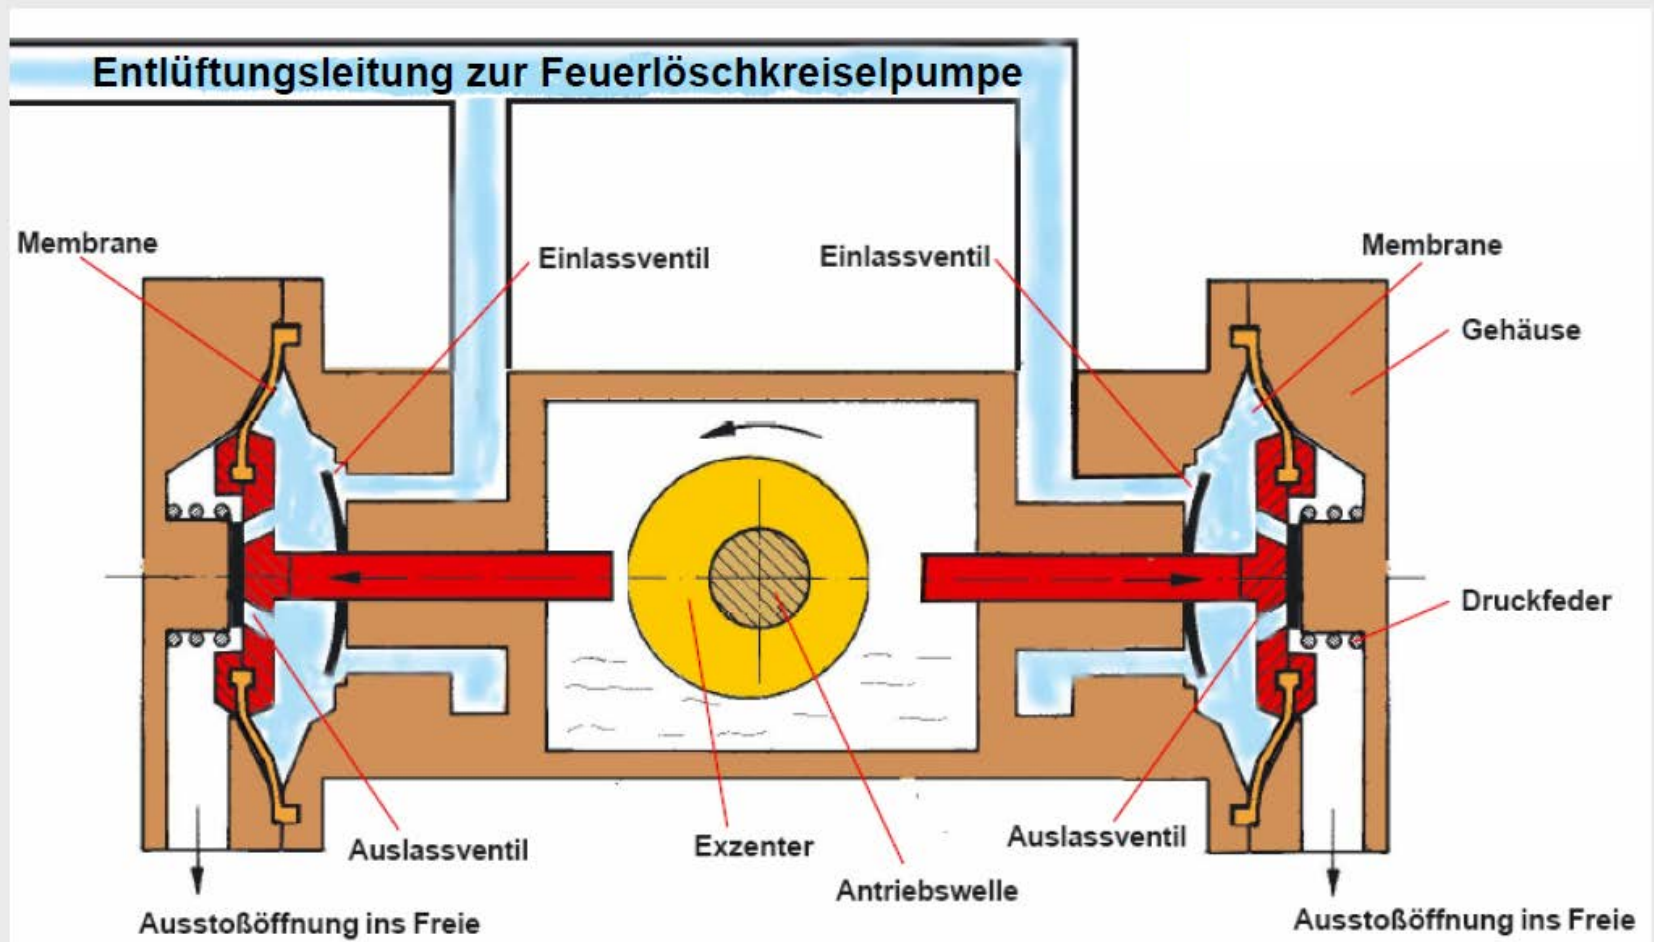 Entlüftungsleitung zur Feuerlöschkreiselpumpe
Membrane
Einlassventil
Einlassventil
Membrane
Gehäuse
Druckfeder
Auslassventil
Exzenter
Auslassventil
Antriebswelle
Ausstoßöffnung ins Freie
Ausstoßöffnung ins Freie